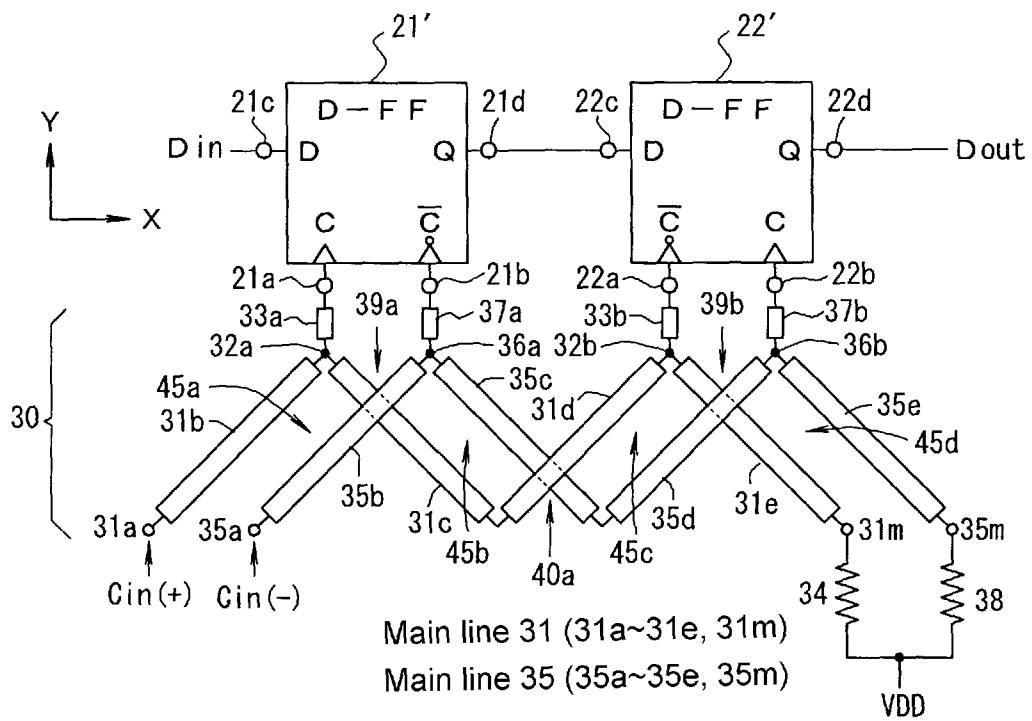 21′ 22′
21c D－FF 21d 22c D－FF 22d
Y
Din D Q D Q Dout
X
C C̅ C̅ C
21a 21b 22a 22b
33a 39a 37a 33b 39b 37b
32a 36a 32b 36b
45a 35c
30 31b 31d 35e
45d
35b 31c 45b 45c 35d 31e
31a 35a 40a 31m 35m
Cin(+) Cin(-) 34 38
Main line 31 (31a~31e, 31m)
Main line 35 (35a~35e, 35m)
VDD